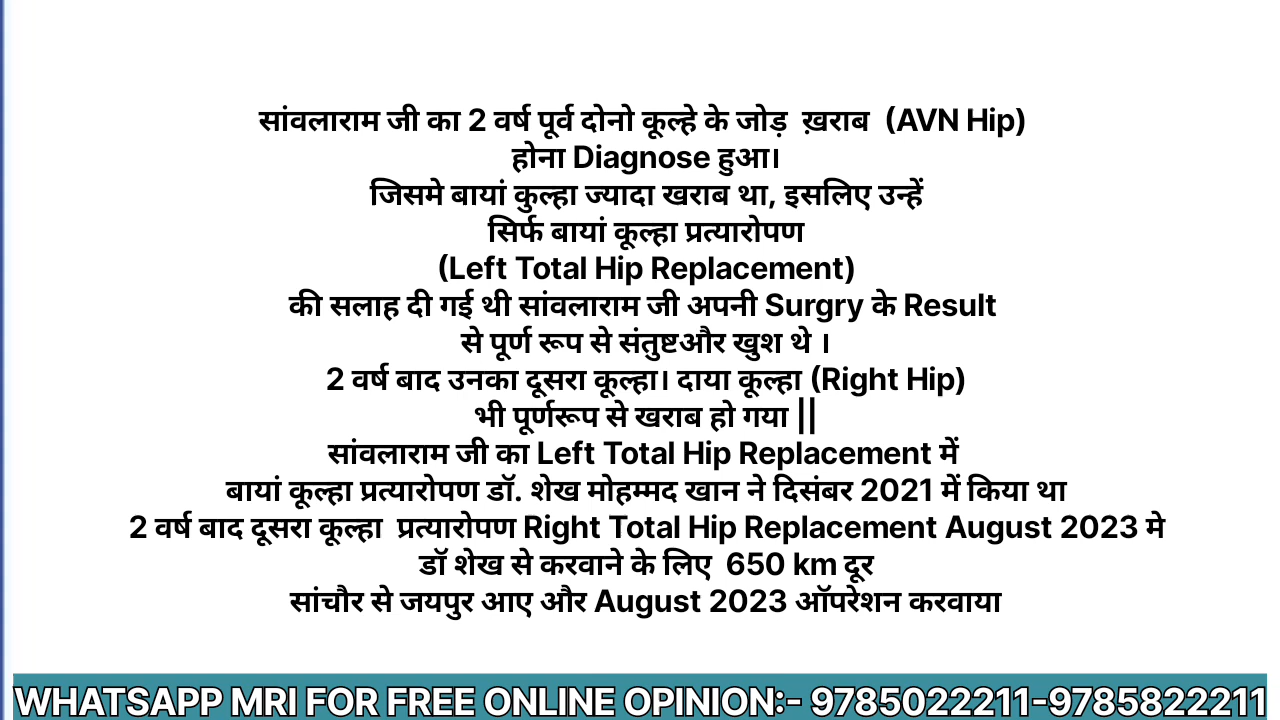 सांवलाराम जी का 2 वर्ष पूर्व दोनो कूल्हे के जोड़ ख़राब (AVN Hip)
होना Diagnose हुआ।
जिसमे बायां कुल्हा ज्यादा खराब था, इसलिए उन्हें
सिर्फ बायां कूल्हा प्रत्यारोपण
(Left Total Hip Replacement)
की सलाह दी गई थी सांवलाराम जी अपनी Surgry के Result
से पूर्ण रूप से संतुष्टऔर खुश थे ।
2 वर्ष बाद उनका दूसरा कूल्हा। दाया कूल्हा (Right Hip)
भी पूर्णरूप से खराब हो गया ||
सांवलाराम जी का Left Total Hip Replacement में
बायां कूल्हा प्रत्यारोपण डॉ. शेख मोहम्मद खान ने दिसंबर 2021 में किया था
2 वर्ष बाद दूसरा कूल्हा प्रत्यारोपण Right Total Hip Replacement August 2023 मे
डॉ शेख से करवाने के लिए 650 km दूर
सांचौर से जयपुर आए और August 2023 ऑपरेशन करवाया
WHATSAPP MRI FOR FREE ONLINE OPINION:- 9785022211-9785822211